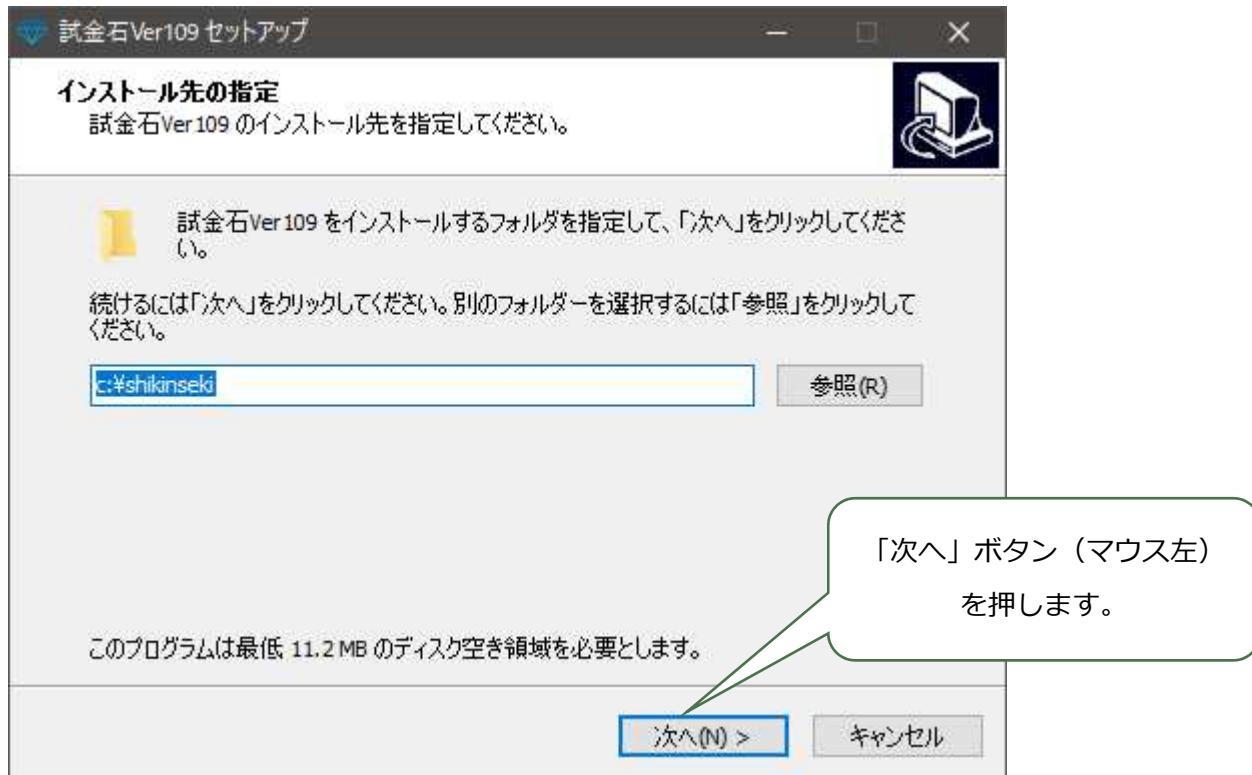 試金石Ver109 セットアップ
インストール先の指定
試金石Ver109 のインストール先を指定してください。
試金石Ver109 をインストールするフォルダを指定して、「次へ」をクリックしてくださ
い。
続けるには「次へ」をクリックしてください。別のフォルダーを選択するには「参照」をクリックして
ください。
c:¥shikinseki
参照(R)
「次へ」ボタン（マウス左）
を押します。
このプログラムは最低 11.2 MB のディスク空き領域を必要とします。
次へ(N) >
キャンセル